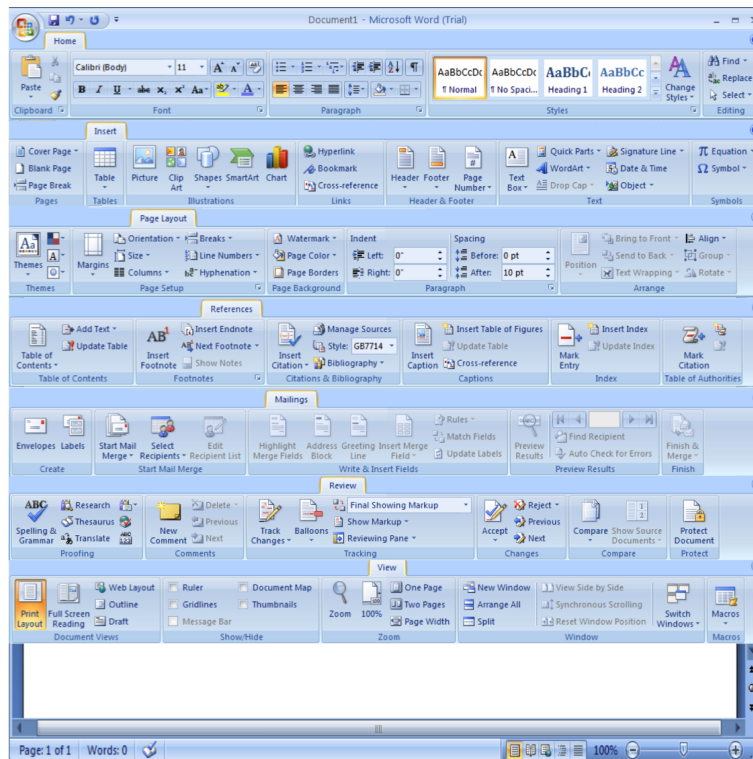 Document1 - Microsoft Word (Trial)
Home
Calibri (Body) 11 A A
Paste B I U abc x₂ x² Aa ab A
AaBbCcDc AaBbCcDc AaBbC AaBbCc
¶ Normal ¶ No Spaci... Heading 1 Heading 2
Change Styles
Find
Replace
Select
Clipboard Font Paragraph Styles Editing
Insert
Cover Page
Blank Page
Page Break
Table
Picture Clip Art Shapes SmartArt Chart
Hyperlink
Bookmark
Cross-reference
Header Footer Page Number
Text Box
Quick Parts Signature Line
WordArt Date & Time
Drop Cap Object
π Equation
Ω Symbol
Pages Tables Illustrations Links Header & Footer Text Symbols
Page Layout
Themes
Margins
Orientation Breaks
Size Line Numbers
Columns Hyphenation
Watermark
Page Color
Page Borders
Indent Spacing
Left: 0" Before: 0 pt
Right: 0" After: 10 pt
Position
Bring to Front Align
Send to Back Group
Text Wrapping Rotate
Themes Page Setup Page Background Paragraph Arrange
References
Table of Contents
Add Text
Update Table
AB¹
Insert Footnote
Insert Endnote
Next Footnote
Show Notes
Insert Citation
Manage Sources
Style: GB7714
Bibliography
Insert Caption
Insert Table of Figures
Update Table
Cross-reference
Mark Entry
Insert Index
Update Index
Mark Citation
Table of Contents Footnotes Citations & Bibliography Captions Index Table of Authorities
Mailings
Envelopes Labels
Start Mail Merge Select Recipients Edit Recipient List
Highlight Merge Fields Address Block Greeting Line Insert Merge Field
Rules
Match Fields
Update Labels
Preview Results
Find Recipient
Auto Check for Errors
Finish & Merge
Create Start Mail Merge Write & Insert Fields Preview Results Finish
Review
ABC
Spelling & Grammar
Research
Thesaurus
Translate
New Comment
Delete
Previous
Next
Track Changes Balloons
Final Showing Markup
Show Markup
Reviewing Pane
Accept
Reject
Previous
Next
Compare Show Source Documents
Protect Document
Proofing Comments Tracking Changes Compare Protect
View
Print Layout Full Screen Reading
Web Layout
Outline
Draft
Ruler Document Map
Gridlines Thumbnails
Message Bar
Zoom 100%
One Page
Two Pages
Page Width
New Window
Arrange All
Split
View Side by Side
Synchronous Scrolling
Reset Window Position
Switch Windows
Macros
Document Views Show/Hide Zoom Window Macros
Page: 1 of 1 Words: 0 100%